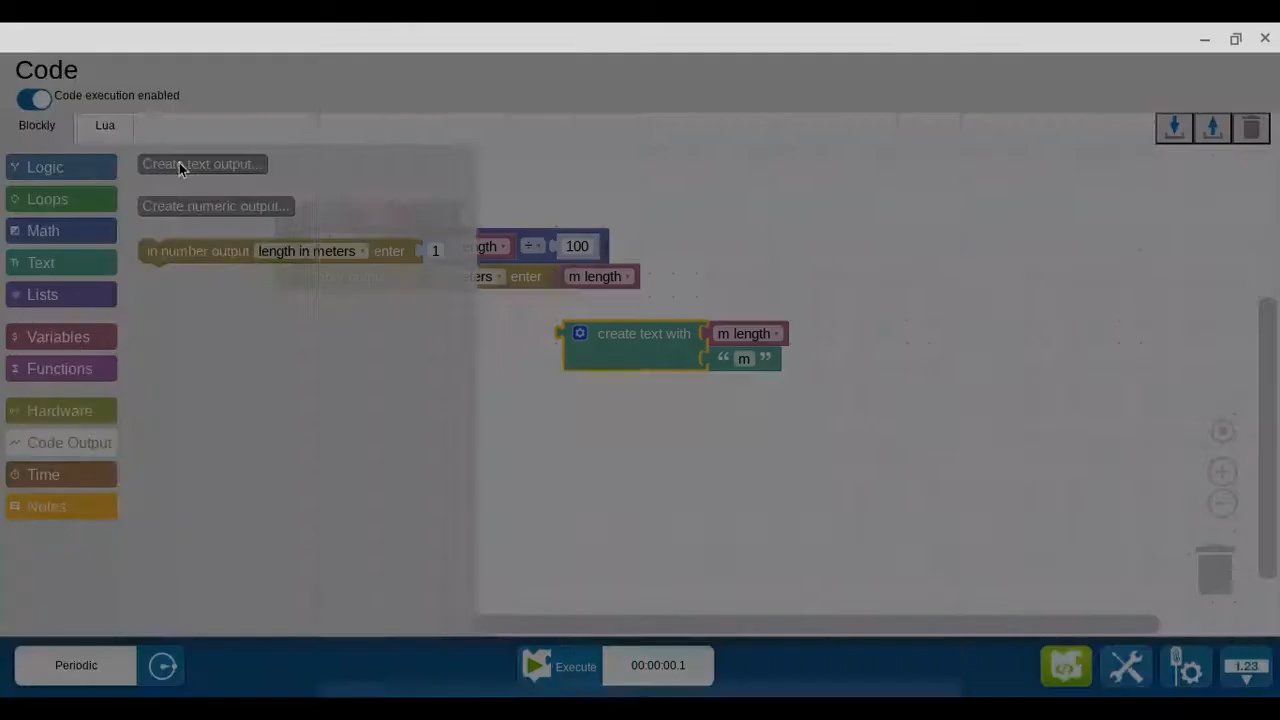 Code
Code execution enabled
Blockly Lua
Logic
Loops
Math
Text
Lists
Variables
Functions
Hardware
Code Output
Time
Notes
Create text output...
Create numeric output...
in number output length in meters enter 1
ngth ÷ 100
ers enter m length
create text with m length
“ m ”
Periodic
Execute 00:00:00.1
1.23